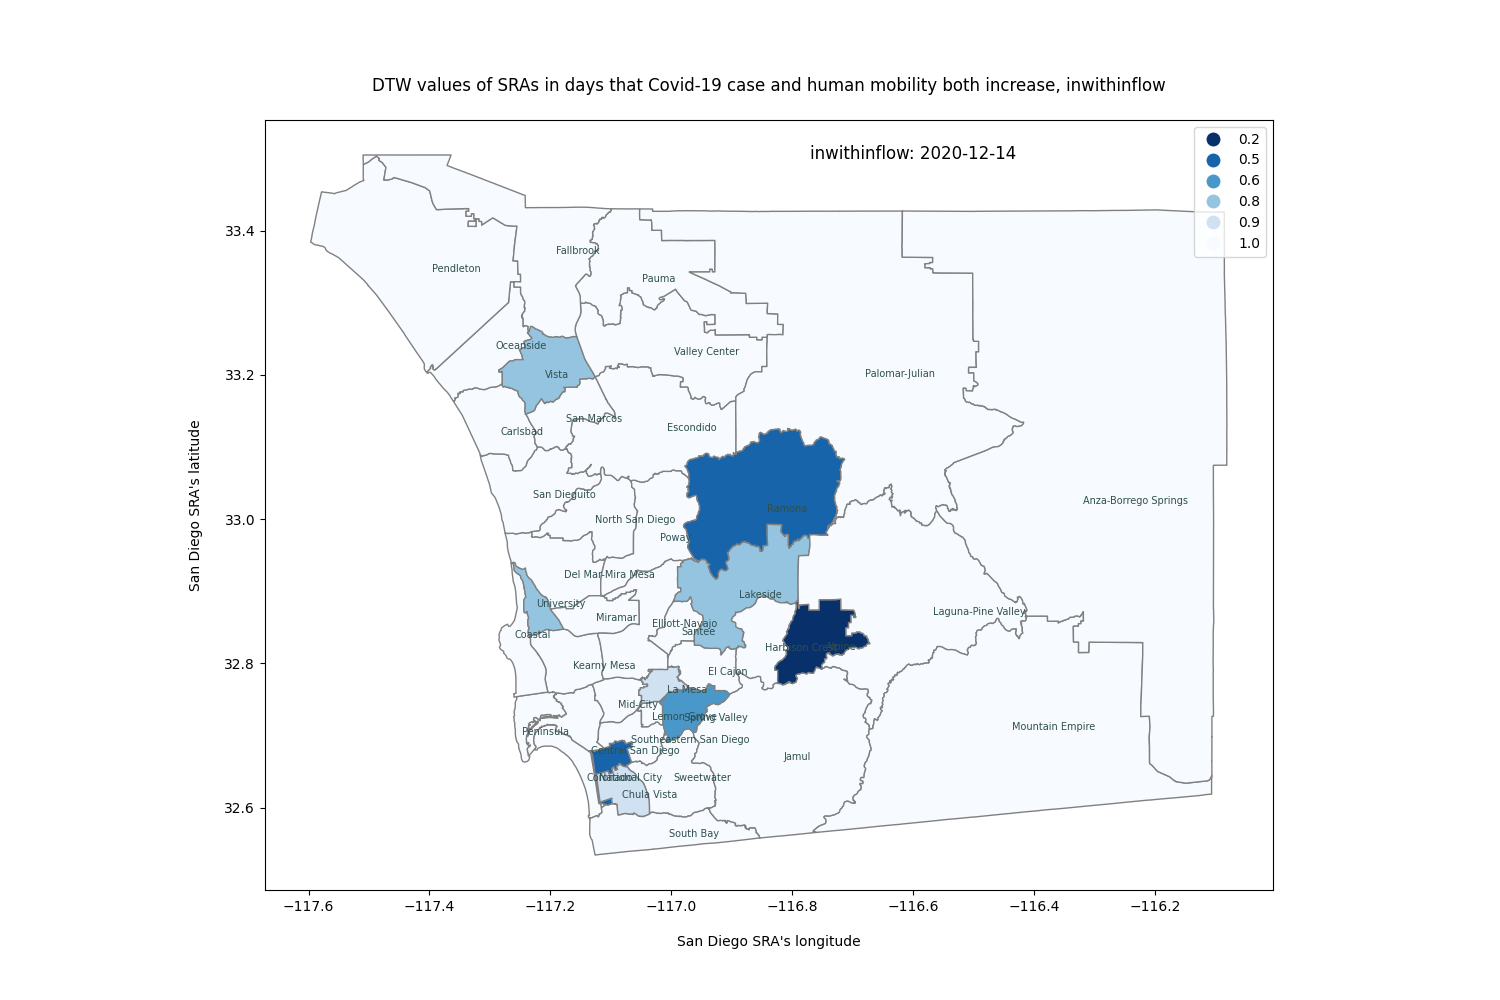 DTW values of SRAs in days that Covid-19 case and human mobility both increase, inwithinflow
inwithinflow: 2020-12-14
0.2
0.5
0.6
0.8
0.9
1.0
33.4
33.2
33.0
32.8
32.6
San Diego SRA's latitude
Fallbrook
Pendleton
Pauma
Oceanside
Valley Center
Vista
Palomar-Julian
San Marcos
Carlsbad
Escondido
San Dieguito
Anza-Borrego Springs
Ramona
North San Diego
Poway
Del Mar-Mira Mesa
Lakeside
University
Laguna-Pine Valley
Miramar
Elliott-Navajo
Santee
Coastal
Harbison Crest
Alpine
Kearny Mesa
El Cajon
La Mesa
Mid-City
Lemon Grove
Spring Valley
Mountain Empire
Peninsula
Southeastern San Diego
Central San Diego
Jamul
Coronado
National City
Sweetwater
Chula Vista
South Bay
−117.6
−117.4
−117.2
−117.0
−116.8
−116.6
−116.4
−116.2
San Diego SRA's longitude